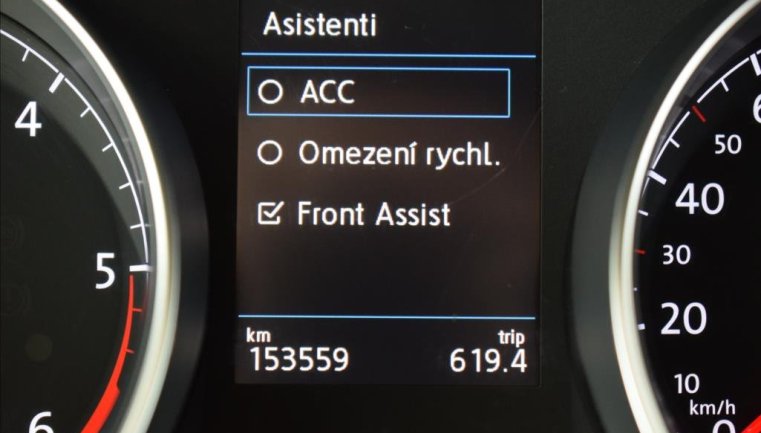 Asistenti
ACC
Omezení rychl.
Front Assist
km trip
153559 619.4
4
5
6
50
40
30
20
10
km/h
0